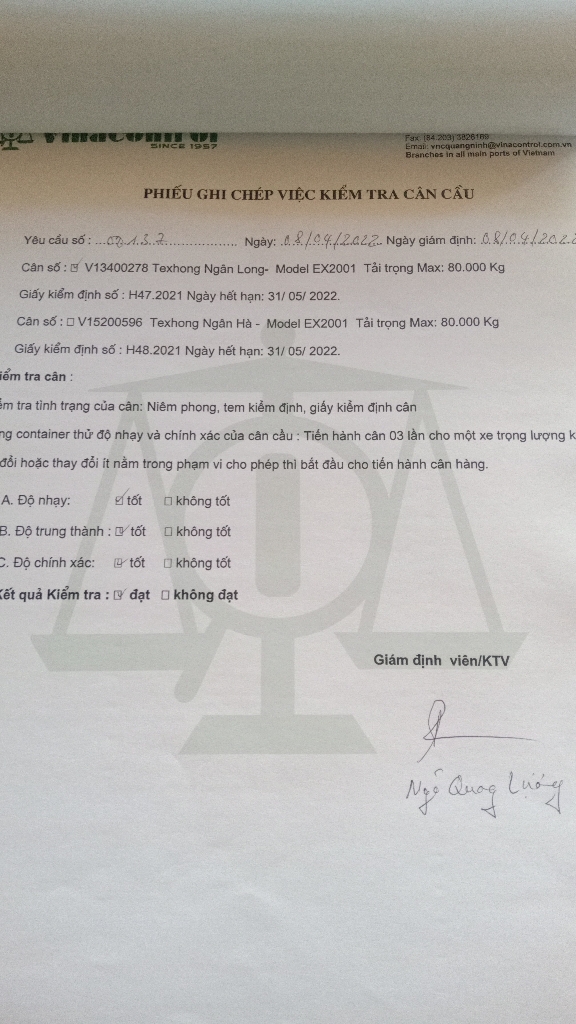 Vinacontrol
SINCE 1957
Fax: (84.203) 3826169
Email: vncquangninh@vinacontrol.com.vn
Branches in all main ports of Vietnam
PHIẾU GHI CHÉP VIỆC KIỂM TRA CÂN CẦU
Yêu cầu số : ... ... Ngày: 08/04/2022 Ngày giám định: 08/04/202
Cân số : ☑ V13400278 Texhong Ngân Long- Model EX2001 Tải trọng Max: 80.000 Kg
Giấy kiểm định số : H47.2021 Ngày hết hạn: 31/ 05/ 2022.
Cân số : ☐ V15200596 Texhong Ngân Hà - Model EX2001 Tải trọng Max: 80.000 Kg
Giấy kiểm định số : H48.2021 Ngày hết hạn: 31/ 05/ 2022.
iểm tra cân :
ểm tra tình trạng của cân: Niêm phong, tem kiểm định, giấy kiểm định cân
ng container thử độ nhạy và chính xác của cân cầu : Tiến hành cân 03 lần cho một xe trọng lượng k
đổi hoặc thay đổi ít nằm trong phạm vi cho phép thì bắt đầu cho tiến hành cân hàng.
A. Độ nhạy: ☑ tốt ☐ không tốt
B. Độ trung thành : ☑ tốt ☐ không tốt
C. Độ chính xác: ☑ tốt ☐ không tốt
Kết quả Kiểm tra : ☑ đạt ☐ không đạt
Giám định viên/KTV
Ngô Quang Lượng